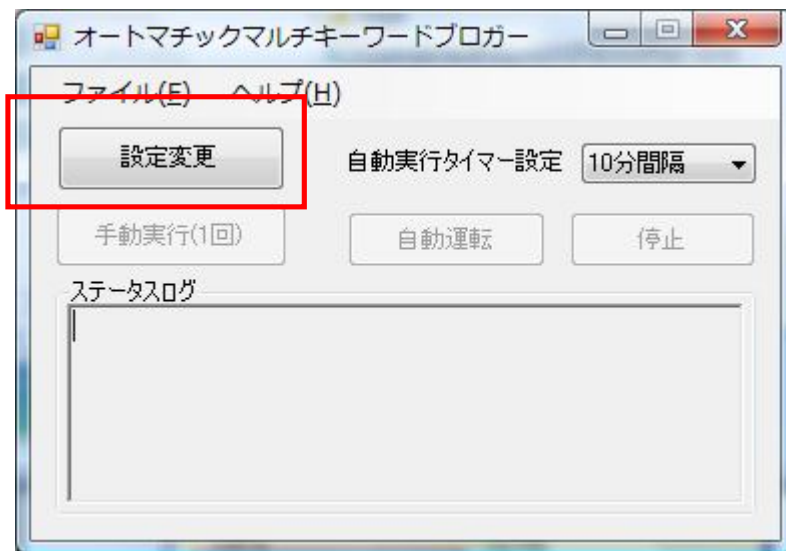 オートマチックマルチキーワードブロガー
ファイル(F) ヘルプ(H)
設定変更 自動実行タイマー設定 10分間隔
手動実行(1回) 自動運転 停止
ステータスログ